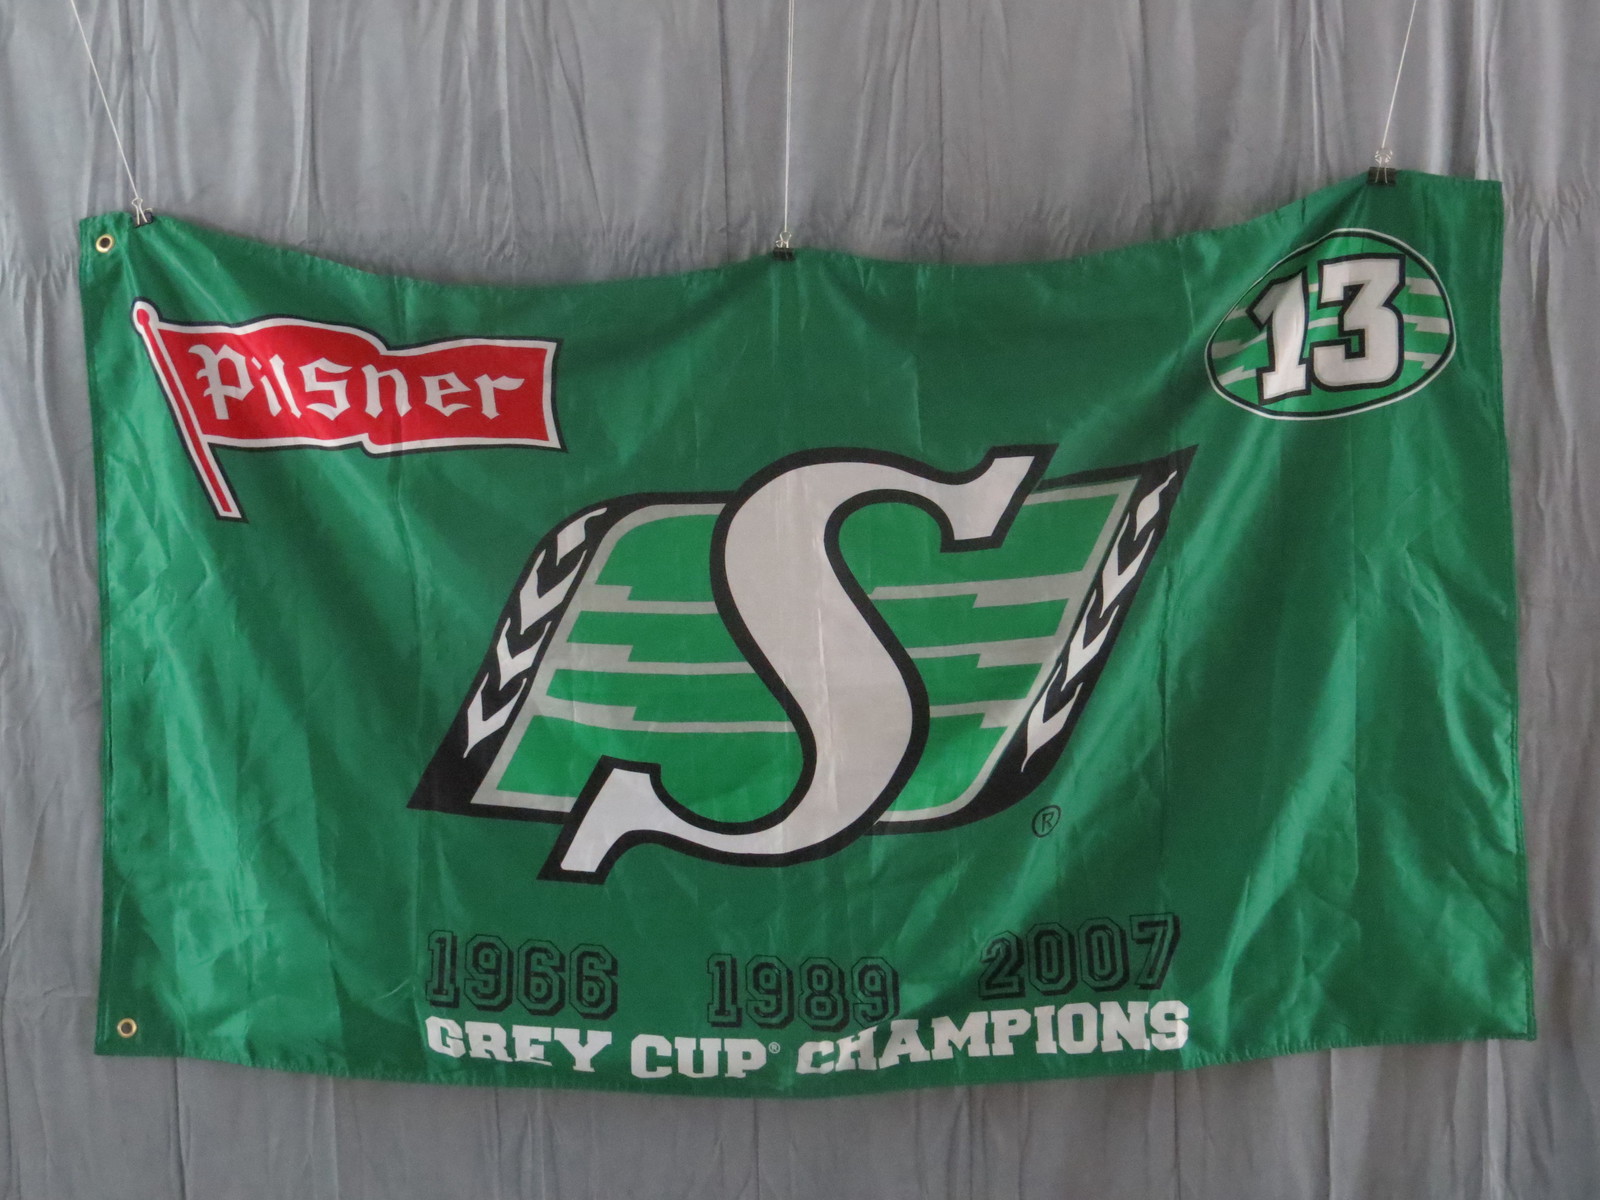 Pilsner
13
S
®
1966 1989 2007
GREY CUP® CHAMPIONS